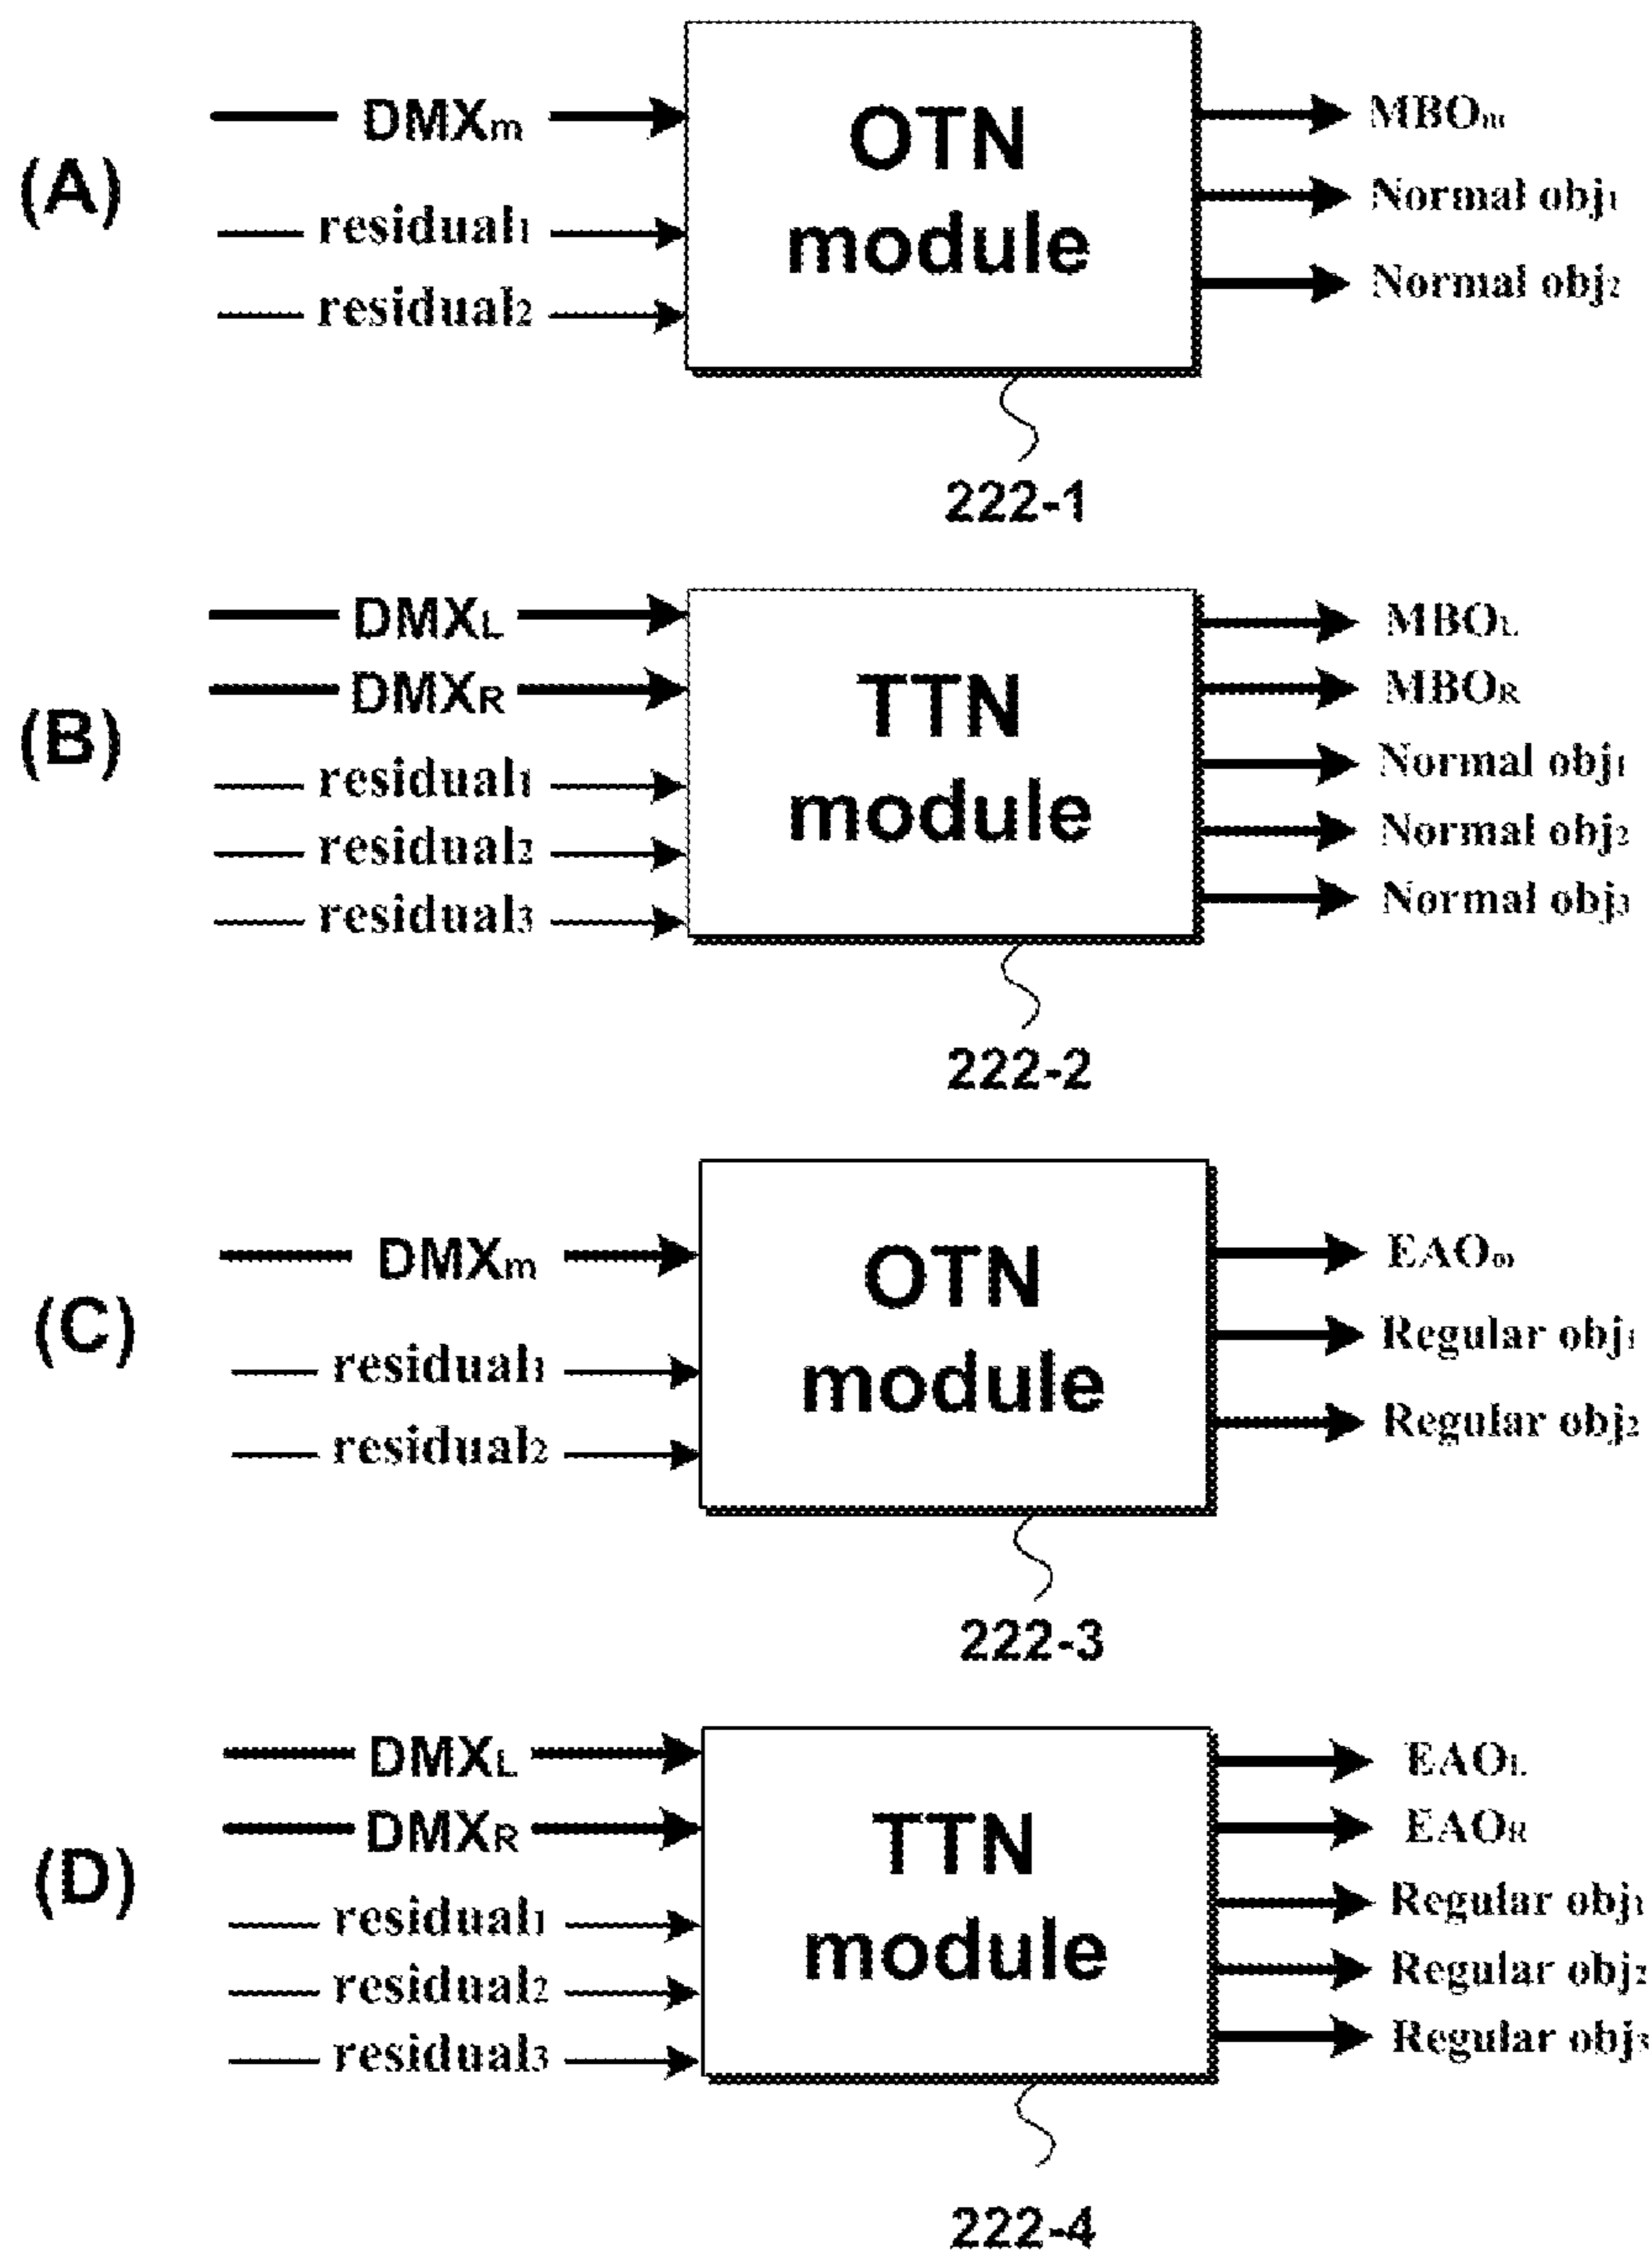 (A)
DMXm
residual1
residual2
OTN
module
MBOm
Normal obj1
Normal obj2
222-1
(B)
DMXL
DMXR
residual1
residual2
residual3
TTN
module
MBOL
MBOR
Normal obj1
Normal obj2
Normal obj3
222-2
(C)
DMXm
residual1
residual2
OTN
module
EAOm
Regular obj1
Regular obj2
222-3
(D)
DMXL
DMXR
residual1
residual2
residual3
TTN
module
EAOL
EAOR
Regular obj1
Regular obj2
Regular obj3
222-4